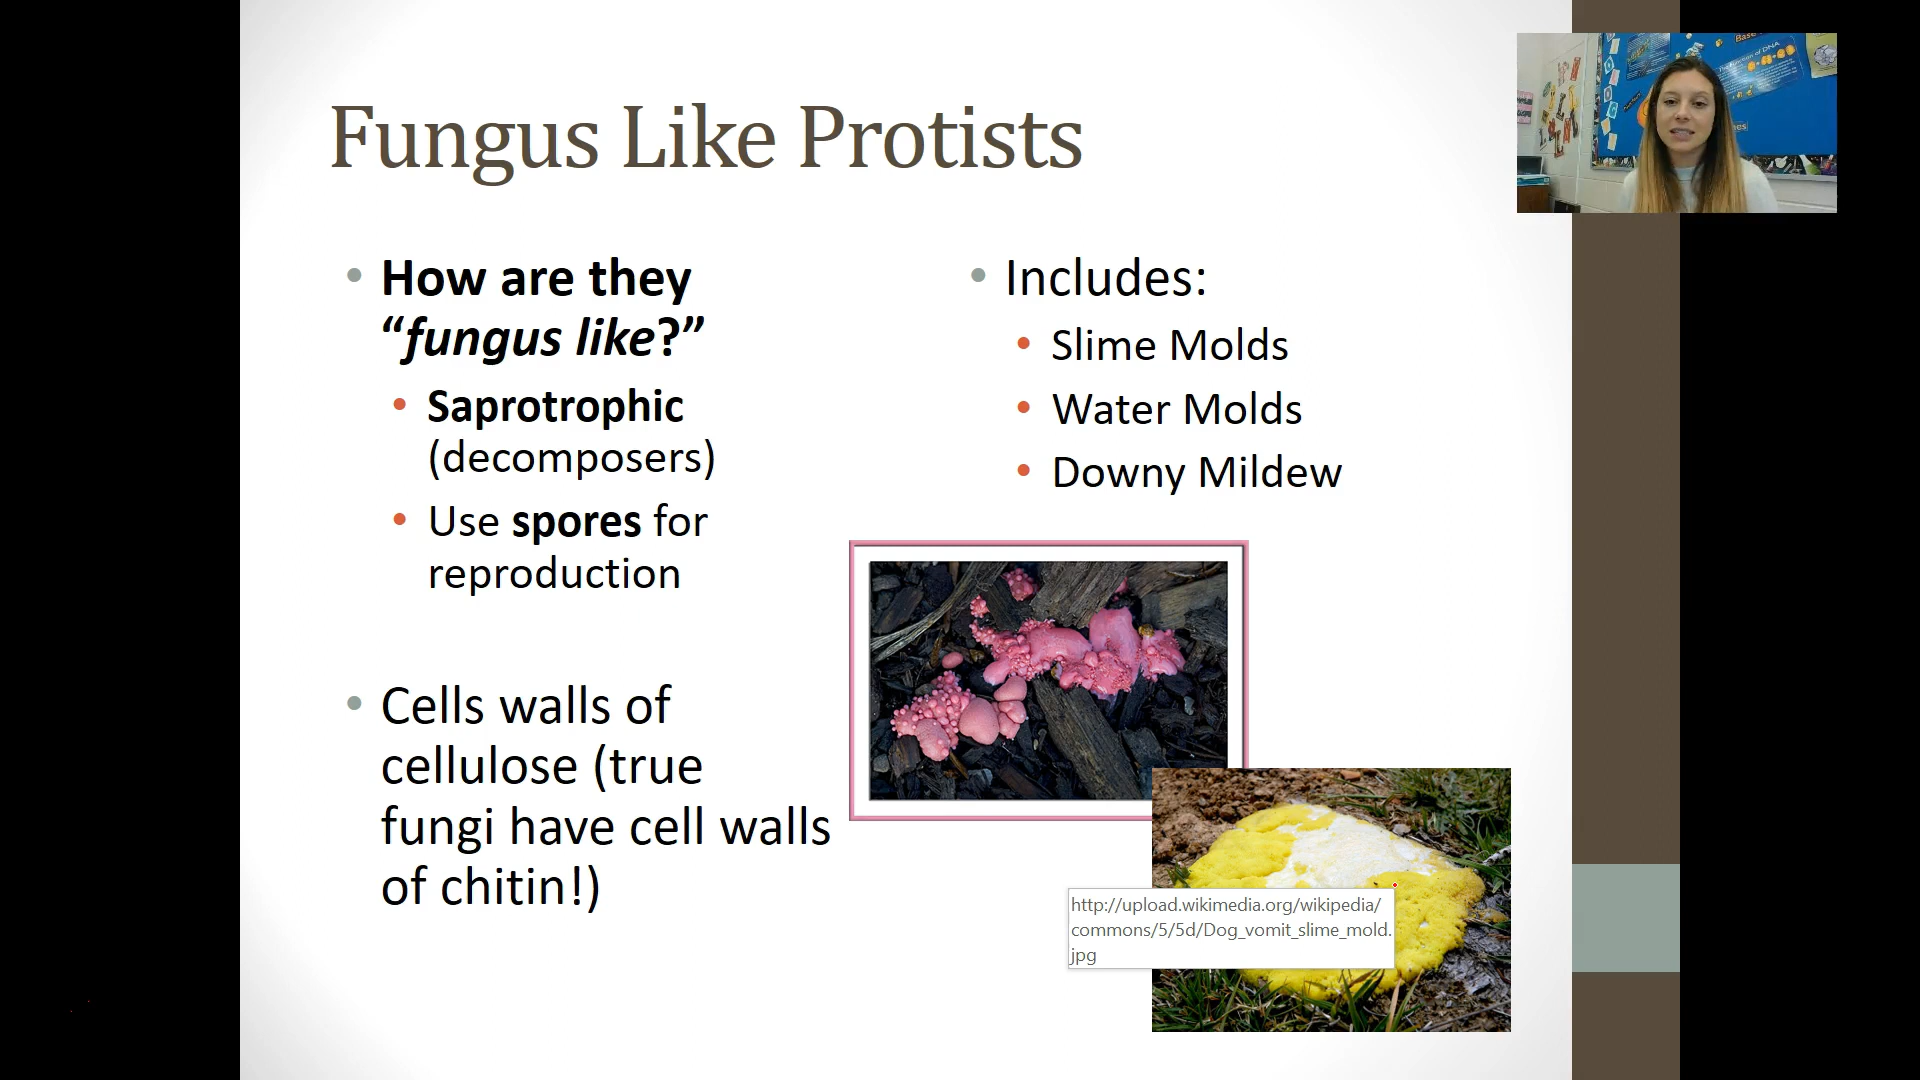 Fungus Like Protists
• How are they
“fungus like?”
• Saprotrophic
(decomposers)
• Use spores for
reproduction
• Cells walls of
cellulose (true
fungi have cell walls
of chitin!)
• Includes:
• Slime Molds
• Water Molds
• Downy Mildew
http://upload.wikimedia.org/wikipedia/
commons/5/5d/Dog_vomit_slime_mold.
jpg